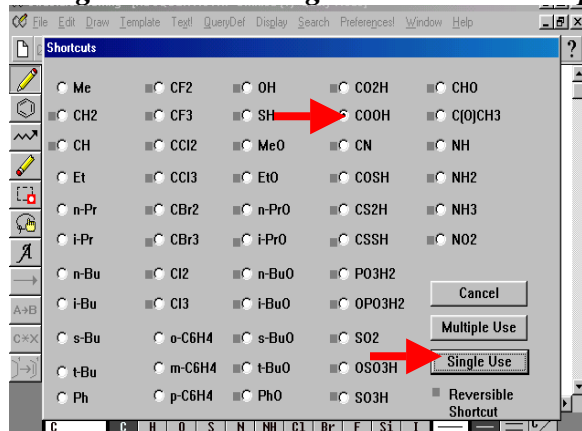 File Edit Draw Template Text! QueryDef Display Search Preferences! Window Help
Shortcuts
?
Me CF2 OH CO2H CHO
CH2 CF3 SH COOH C(O)CH3
CH CCl2 MeO CN NH
Et CCl3 EtO COSH NH2
n-Pr CBr2 n-PrO CS2H NH3
i-Pr CBr3 i-PrO CSSH NO2
n-Bu Cl2 n-BuO PO3H2
i-Bu Cl3 i-BuO OPO3H2
s-Bu o-C6H4 s-BuO SO2
t-Bu m-C6H4 t-BuO OSO3H
Ph p-C6H4 PhO SO3H
Cancel
Multiple Use
Single Use
Reversible
Shortcut
A
A→B
C C H O S N NH Cl Br F Si I